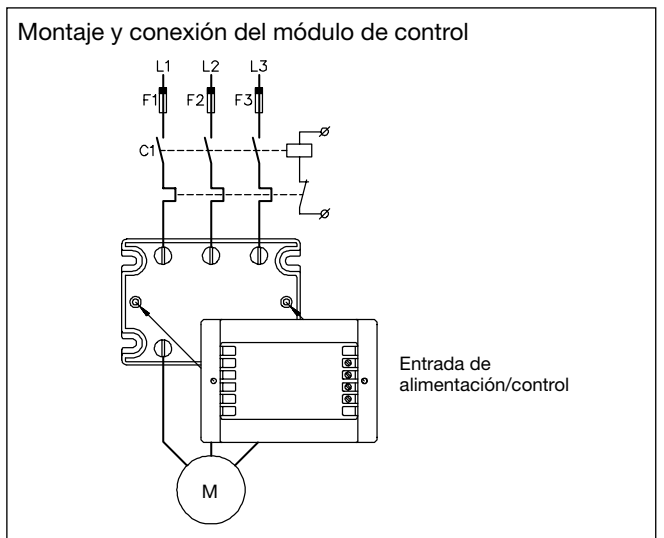 Montaje y conexión del módulo de control
L1 L2 L3
F1 F2 F3
C1
Entrada de
alimentación/control
M